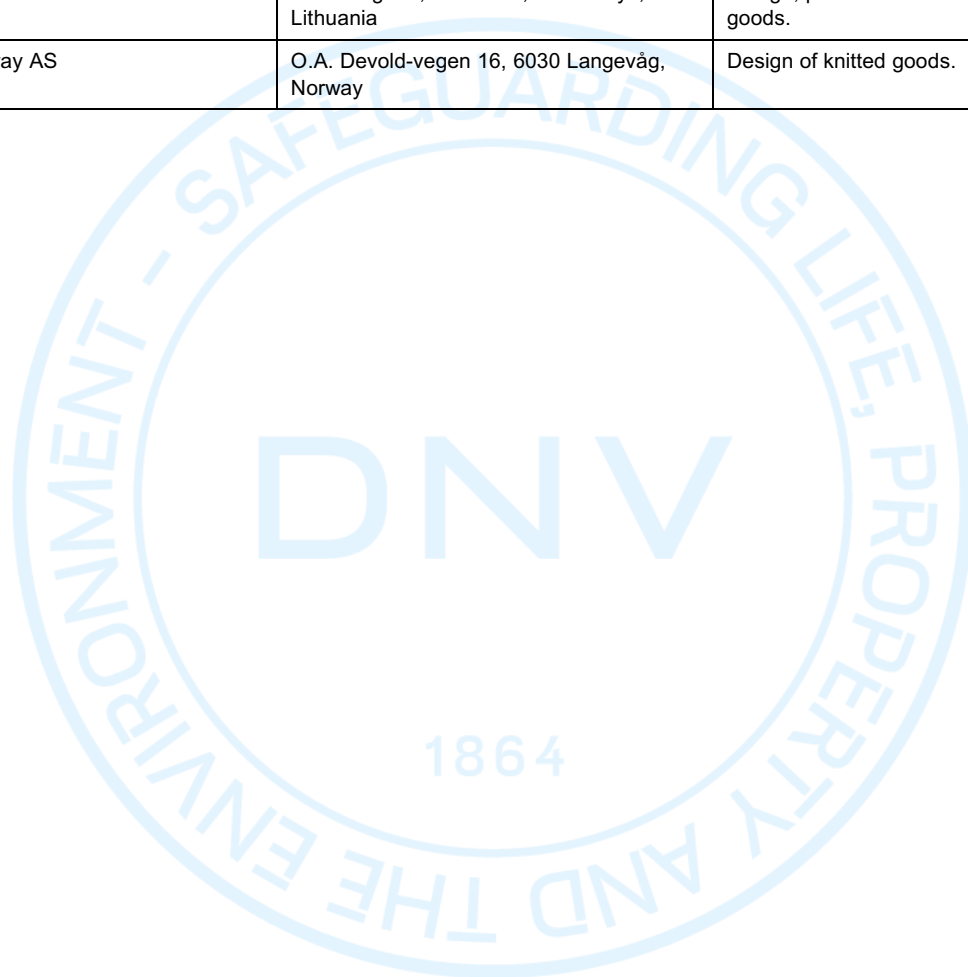 Lithuania
goods.
ay AS
O.A. Devold-vegen 16, 6030 Langevåg,
Design of knitted goods.
Norway
SAFEGUARDING LIFE, PROPERTY AND THE ENVIRONMENT -
DNV
1864